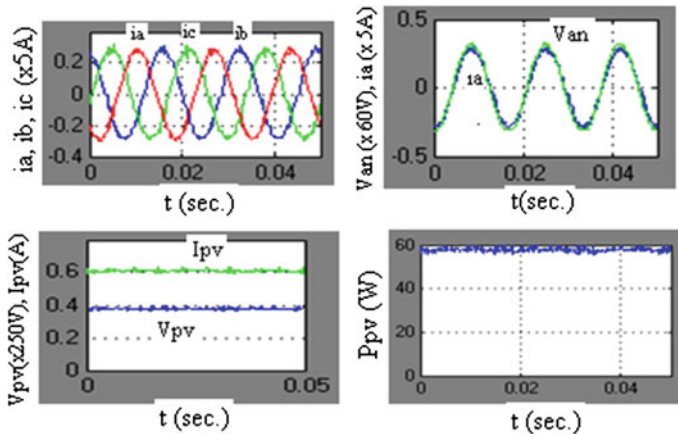 ia, ib, ic (x5A)
ia ic ib
0.2
0
-0.2
-0.4
0 0.02 0.04
t (sec.)
Van (x 60V), ia (x 5A)
0.5
Van
0
ia
-0.5
0 0.02 0.04
t(sec.)
Vpv(x250V), Ipv(A)
Ipv
0.6
0.4
Vpv
0.2
0
0 0.05
t (sec.)
Ppv (W)
60
40
20
0
0 0.02 0.04
t (sec.)